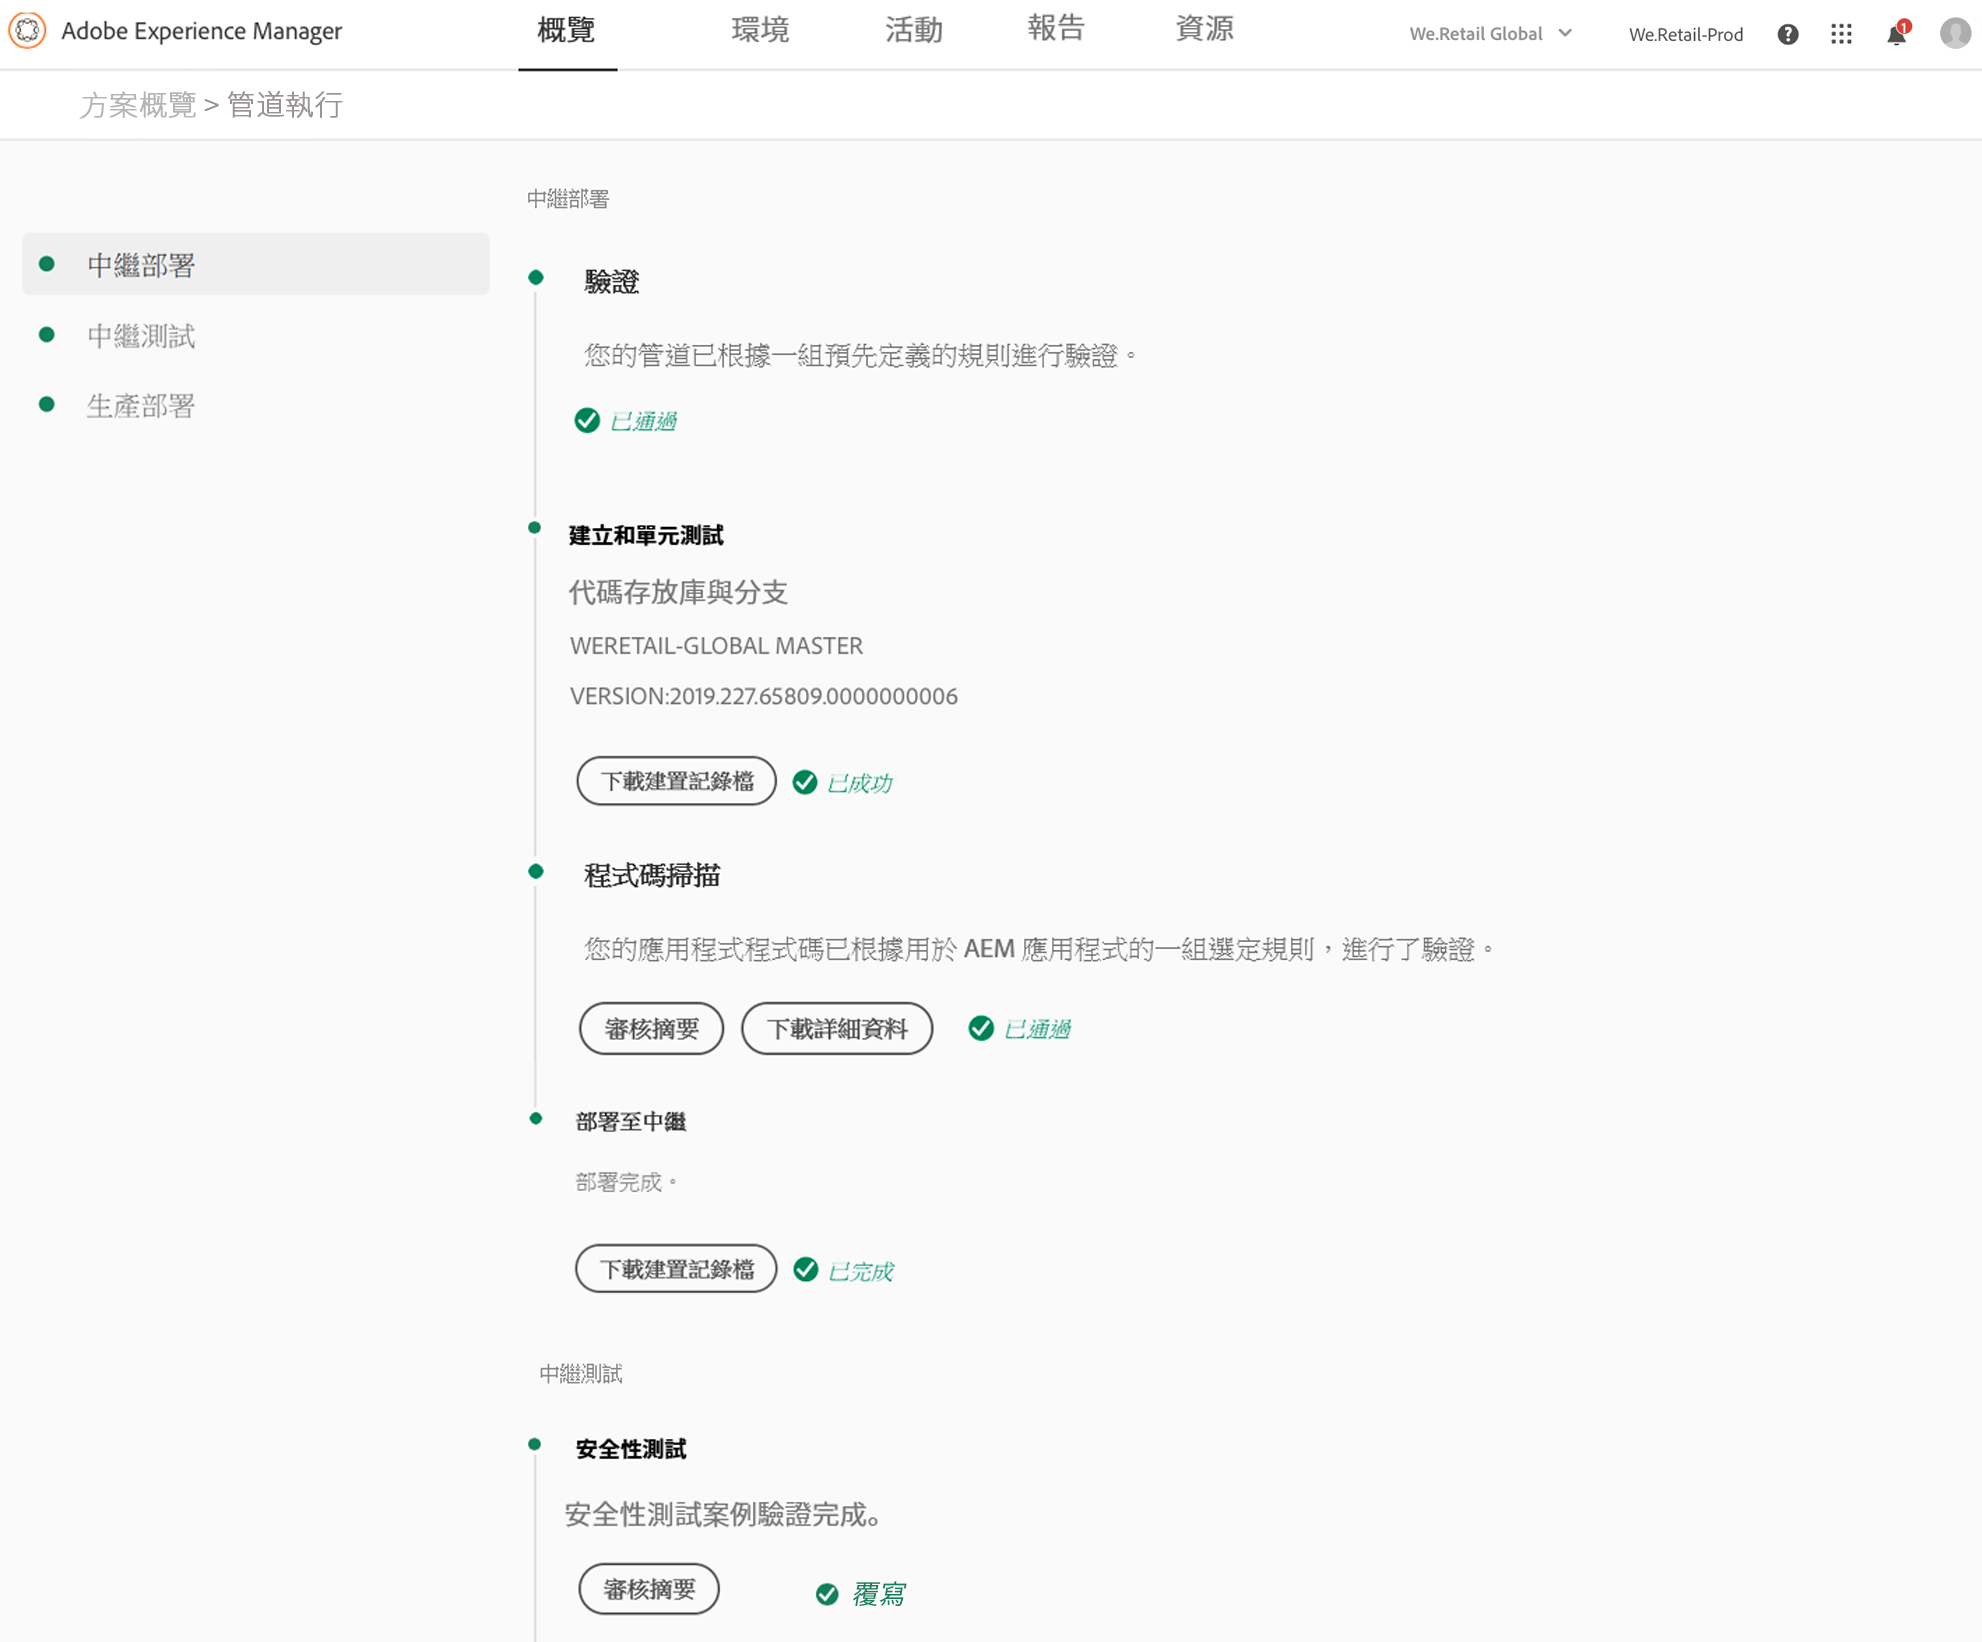 Adobe Experience Manager 概覽 環境 活動 報告 資源 We.Retail Global We.Retail-Prod 1
方案概覽 > 管道執行
中繼部署
中繼測試
生產部署
中繼部署
驗證
您的管道已根據一組預先定義的規則進行驗證。
已通過
建立和單元測試
代碼存放庫與分支
WERETAIL-GLOBAL MASTER
VERSION:2019.227.65809.0000000006
下載建置記錄檔 已成功
程式碼掃描
您的應用程式程式碼已根據用於 AEM 應用程式的一組選定規則，進行了驗證。
審核摘要 下載詳細資料 已通過
部署至中繼
部署完成。
下載建置記錄檔 已完成
中繼測試
安全性測試
安全性測試案例驗證完成。
審核摘要 覆寫